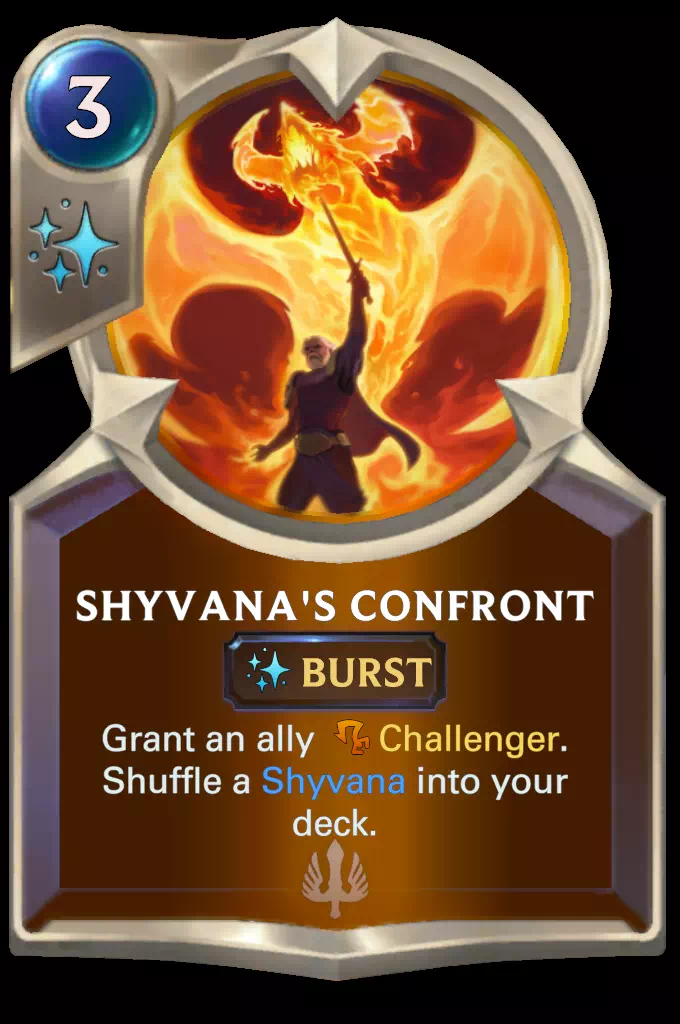 3
SHYVANA'S CONFRONT
BURST
Grant an ally Challenger.
Shuffle a Shyvana into your
deck.